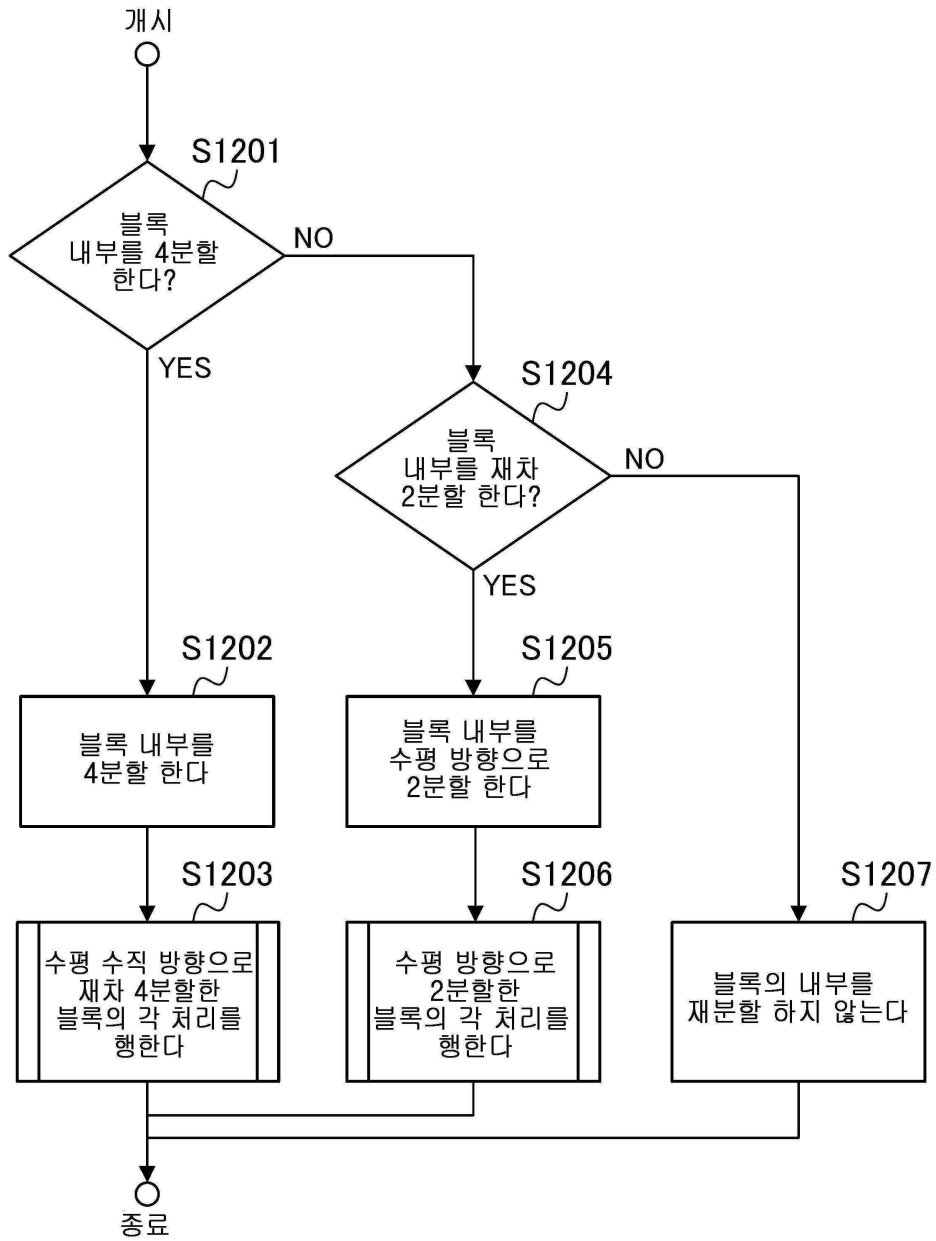 개시
S1201
블록
내부를 4분할
한다?
NO
YES
S1204
블록
내부를 재차
2분할 한다?
NO
YES
S1202
블록 내부를
4분할 한다
S1205
블록 내부를
수평 방향으로
2분할 한다
S1203
수평 수직 방향으로
재차 4분할한
블록의 각 처리를
행한다
S1206
수평 방향으로
2분할한
블록의 각 처리를
행한다
S1207
블록의 내부를
재분할 하지 않는다
종료